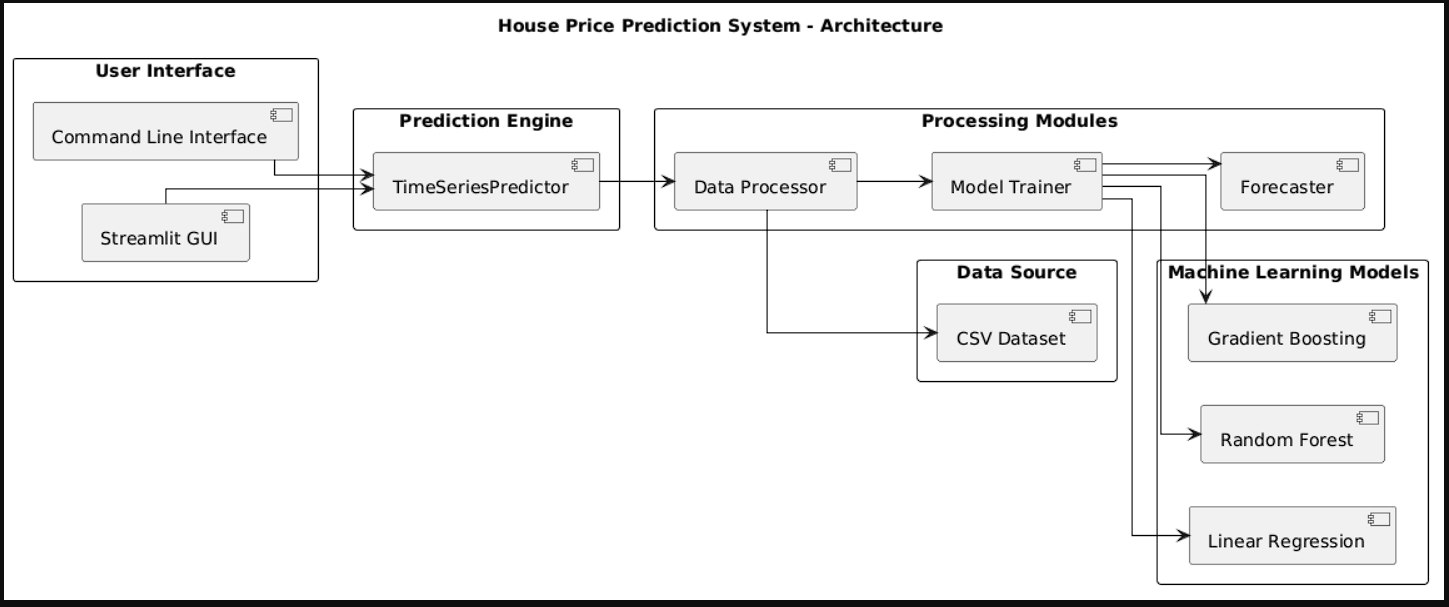 House Price Prediction System - Architecture
User Interface
Command Line Interface
Streamlit GUI
Prediction Engine
TimeSeriesPredictor
Processing Modules
Data Processor
Model Trainer
Forecaster
Data Source
CSV Dataset
Machine Learning Models
Gradient Boosting
Random Forest
Linear Regression